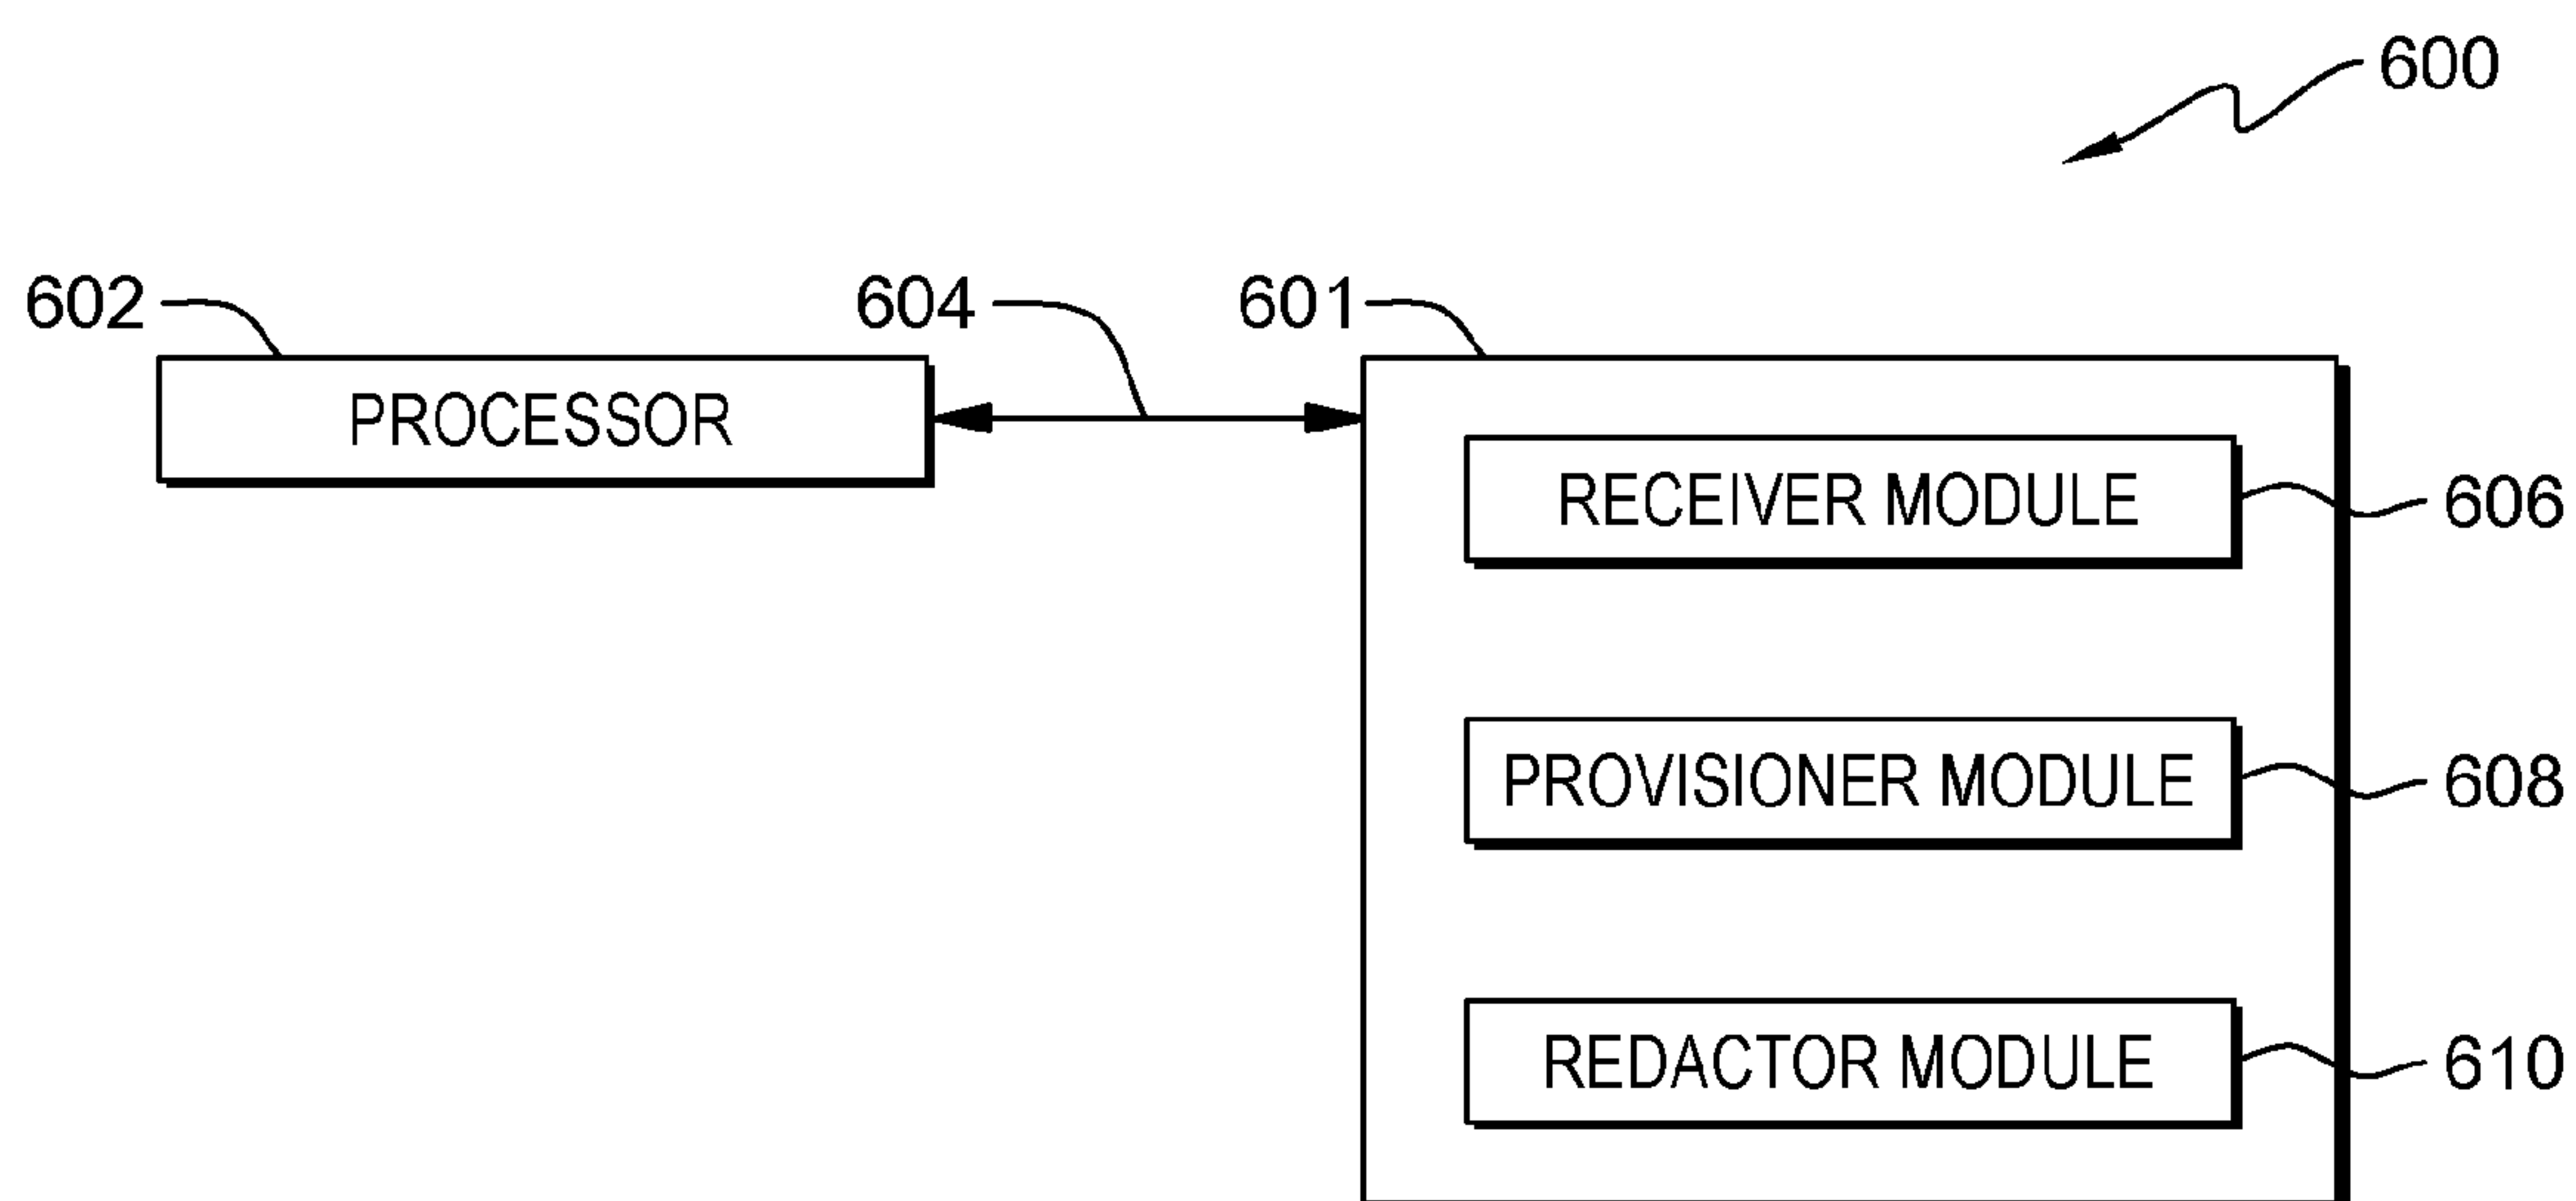 600
602
604
601
PROCESSOR
RECEIVER MODULE
606
PROVISIONER MODULE
608
REDACTOR MODULE
610